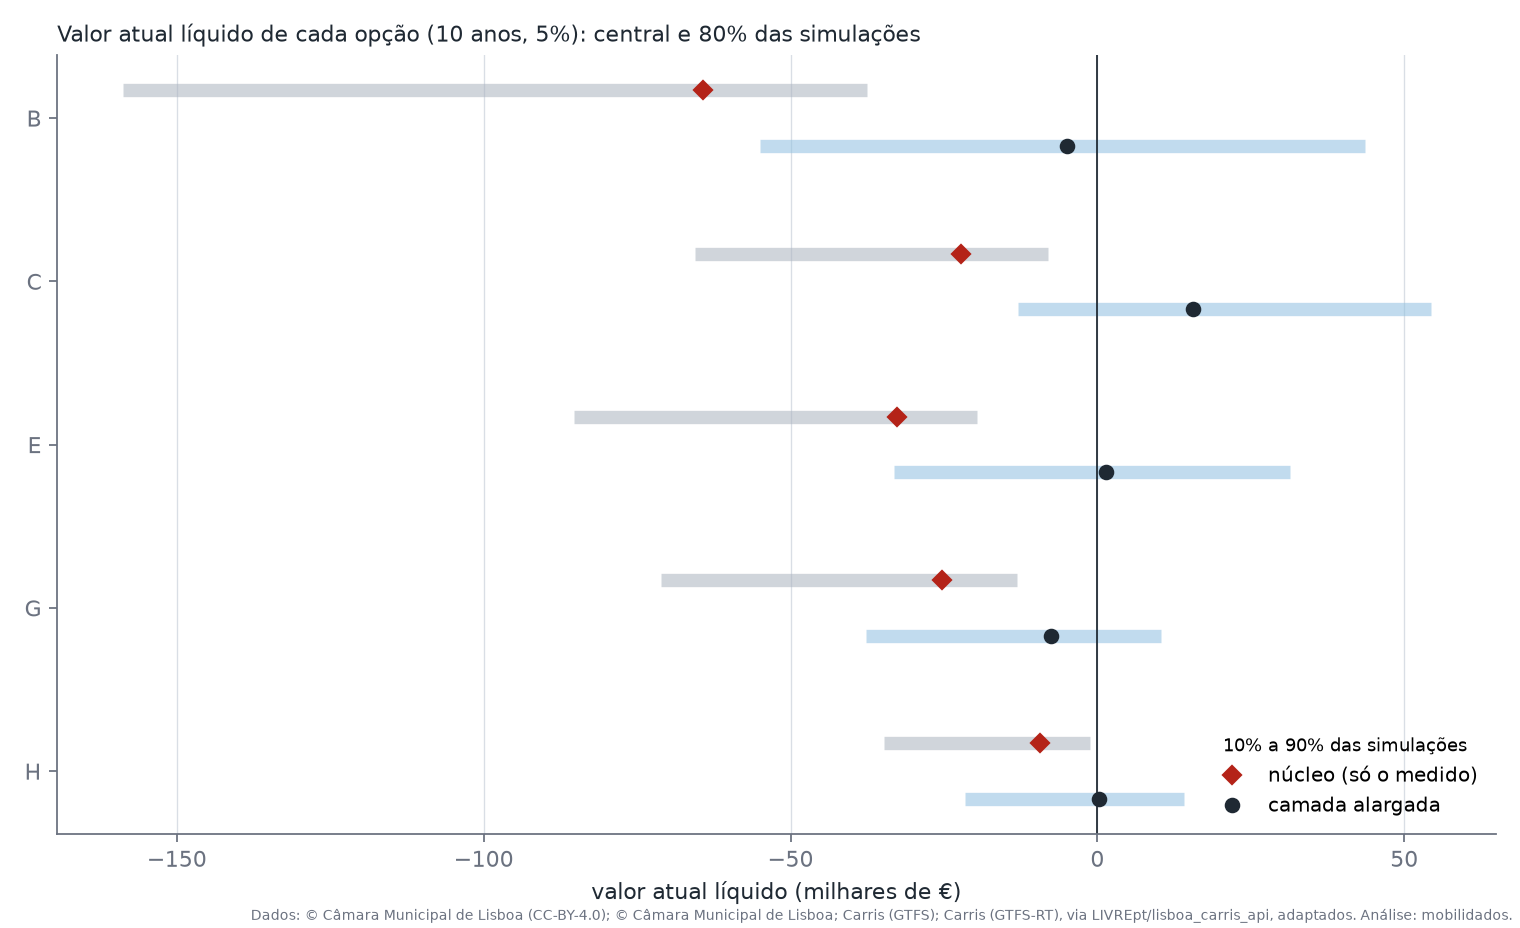 Valor atual líquido de cada opção (10 anos, 5%): central e 80% das simulações
B
C
E
G
H
10% a 90% das simulações
núcleo (só o medido)
camada alargada
−150 −100 −50 0 50
valor atual líquido (milhares de €)
Dados: © Câmara Municipal de Lisboa (CC-BY-4.0); © Câmara Municipal de Lisboa; Carris (GTFS); Carris (GTFS-RT), via LIVREpt/lisboa_carris_api, adaptados. Análise: mobilidados.